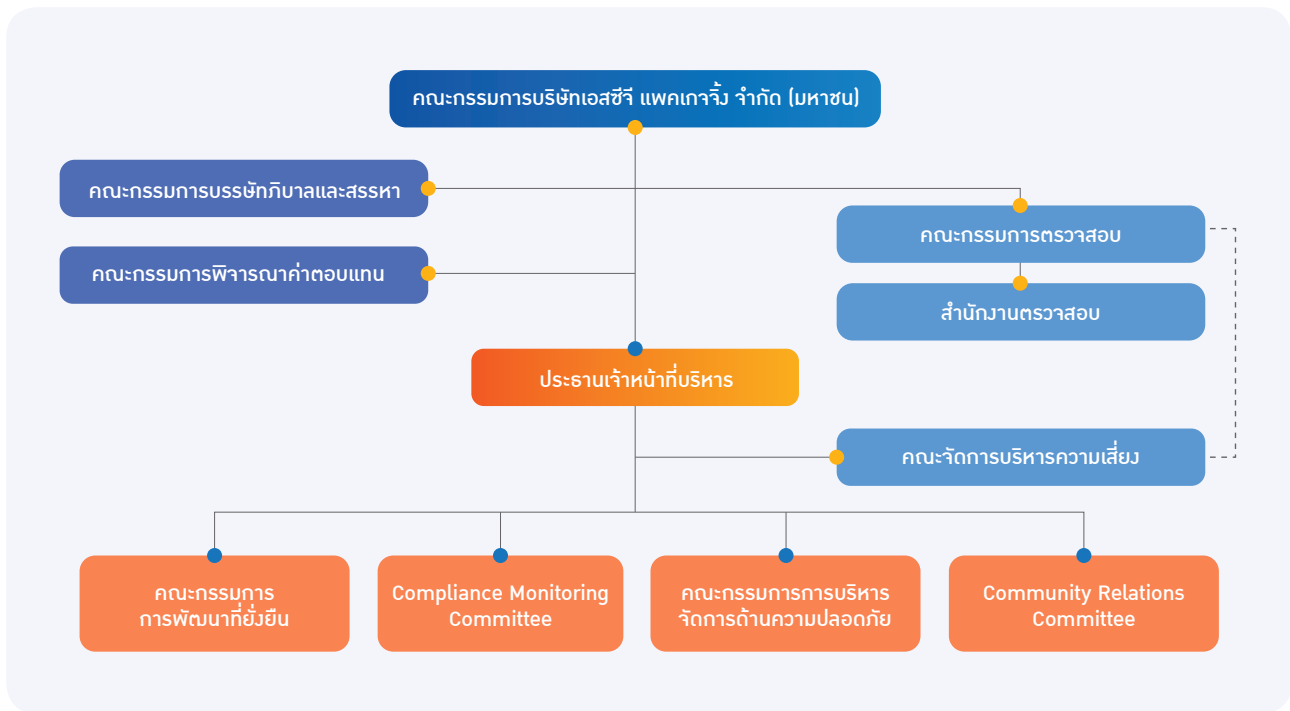 คณะกรรมการบริษัทเอสซีจี แพคเกจจิ้ง จำกัด (มหาชน)
คณะกรรมการบรรษัทภิบาลและสรรหา
คณะกรรมการตรวจสอบ
คณะกรรมการพิจารณาค่าตอบแทน
สำนักงานตรวจสอบ
ประธานเจ้าหน้าที่บริหาร
คณะจัดการบริหารความเสี่ยง
คณะกรรมการ
การพัฒนาที่ยั่งยืน
Compliance Monitoring
Committee
คณะกรรมการการบริหาร
จัดการด้านความปลอดภัย
Community Relations
Committee